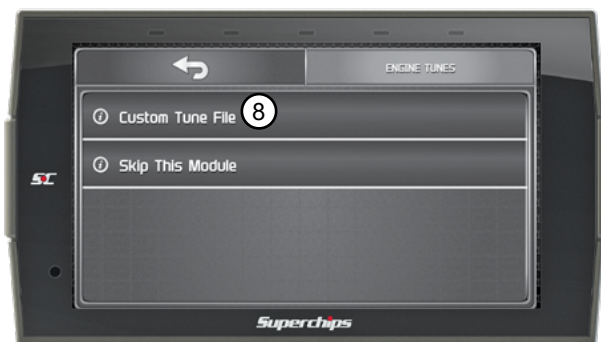 ENGINE TUNES
Custom Tune File 8
Skip This Module
SC
Superchips